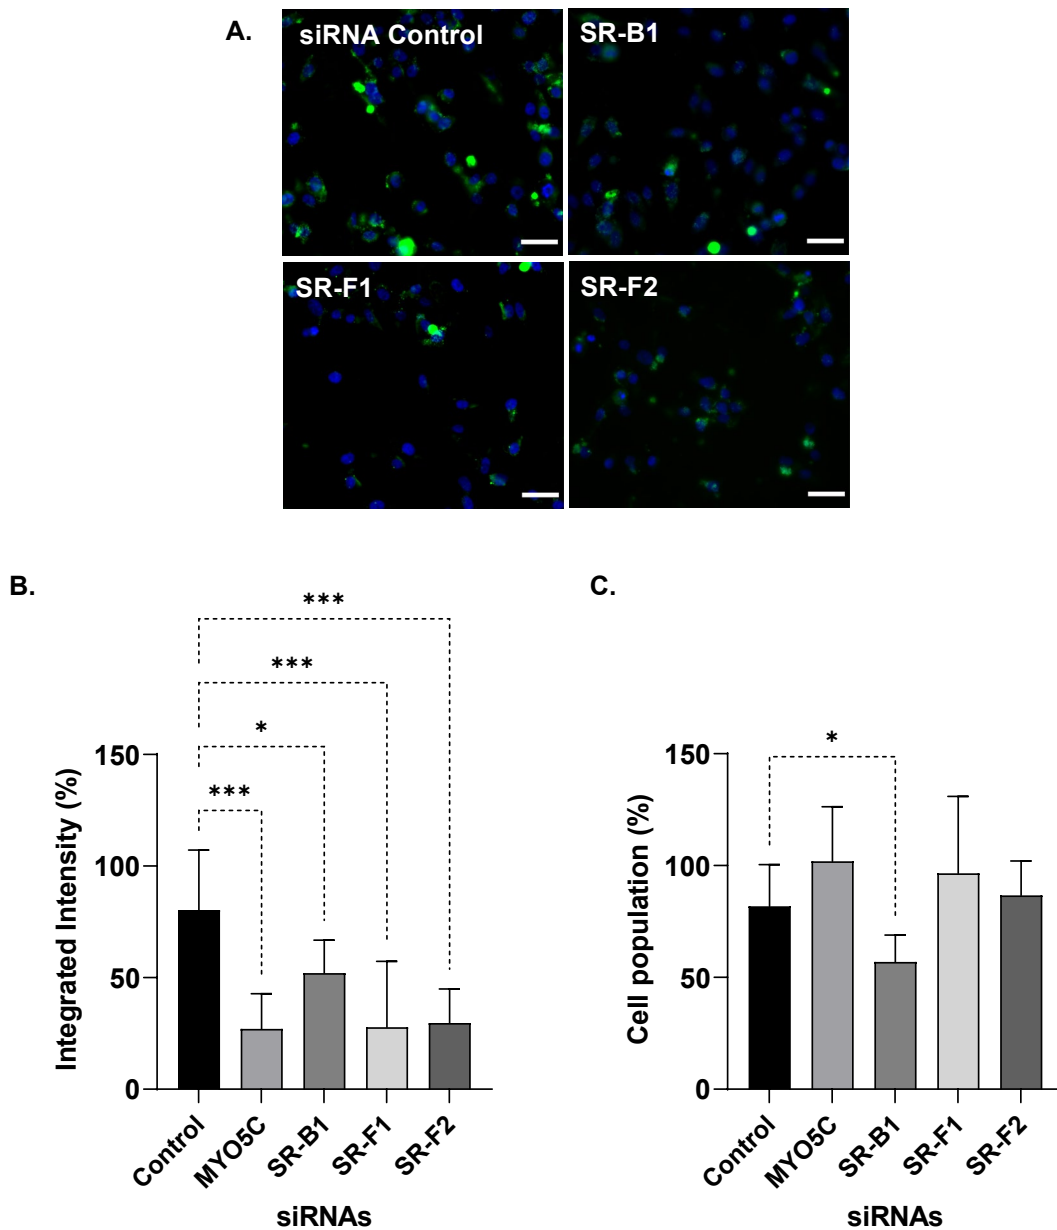 A.
siRNA Control
SR-B1
SR-F1
SR-F2
B.
***
***
*
***
150
100
50
0
Integrated Intensity (%)
Control
MYO5C
SR-B1
SR-F1
SR-F2
siRNAs
C.
*
150
100
50
0
Cell population (%)
Control
MYO5C
SR-B1
SR-F1
SR-F2
siRNAs